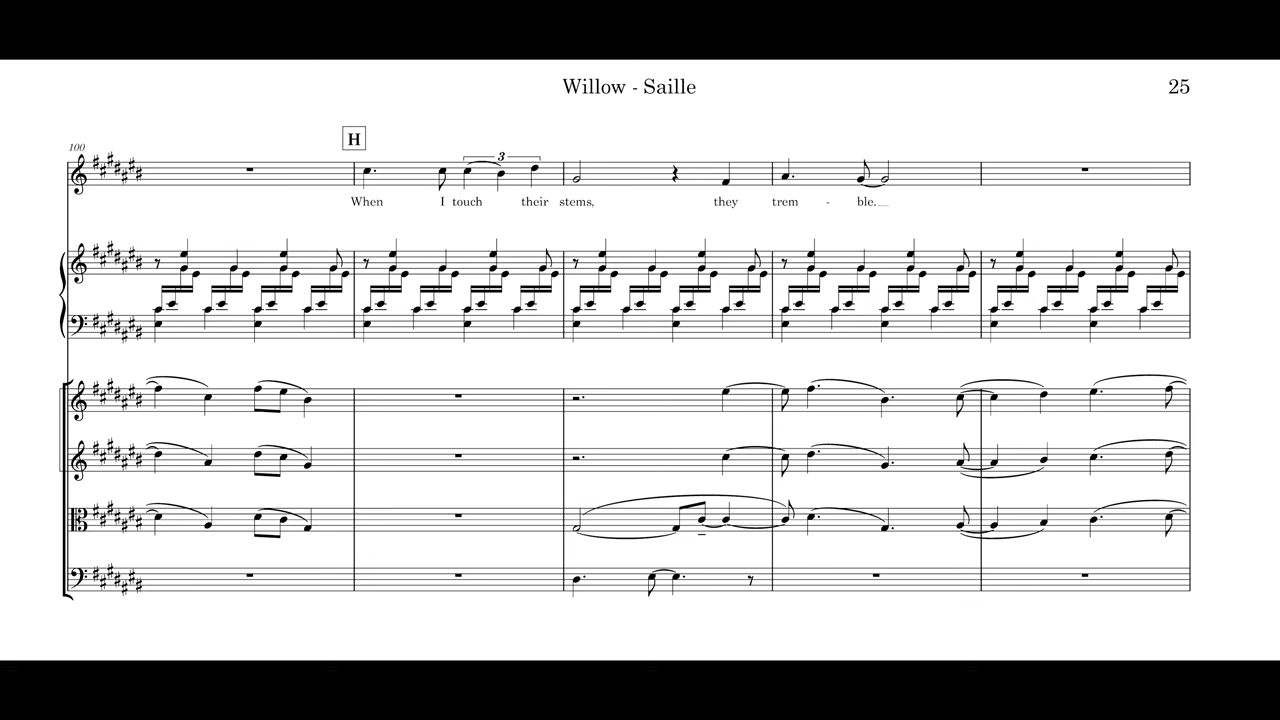 Willow - Saille 25
100
H
3
When I touch their stems, they trem - ble.